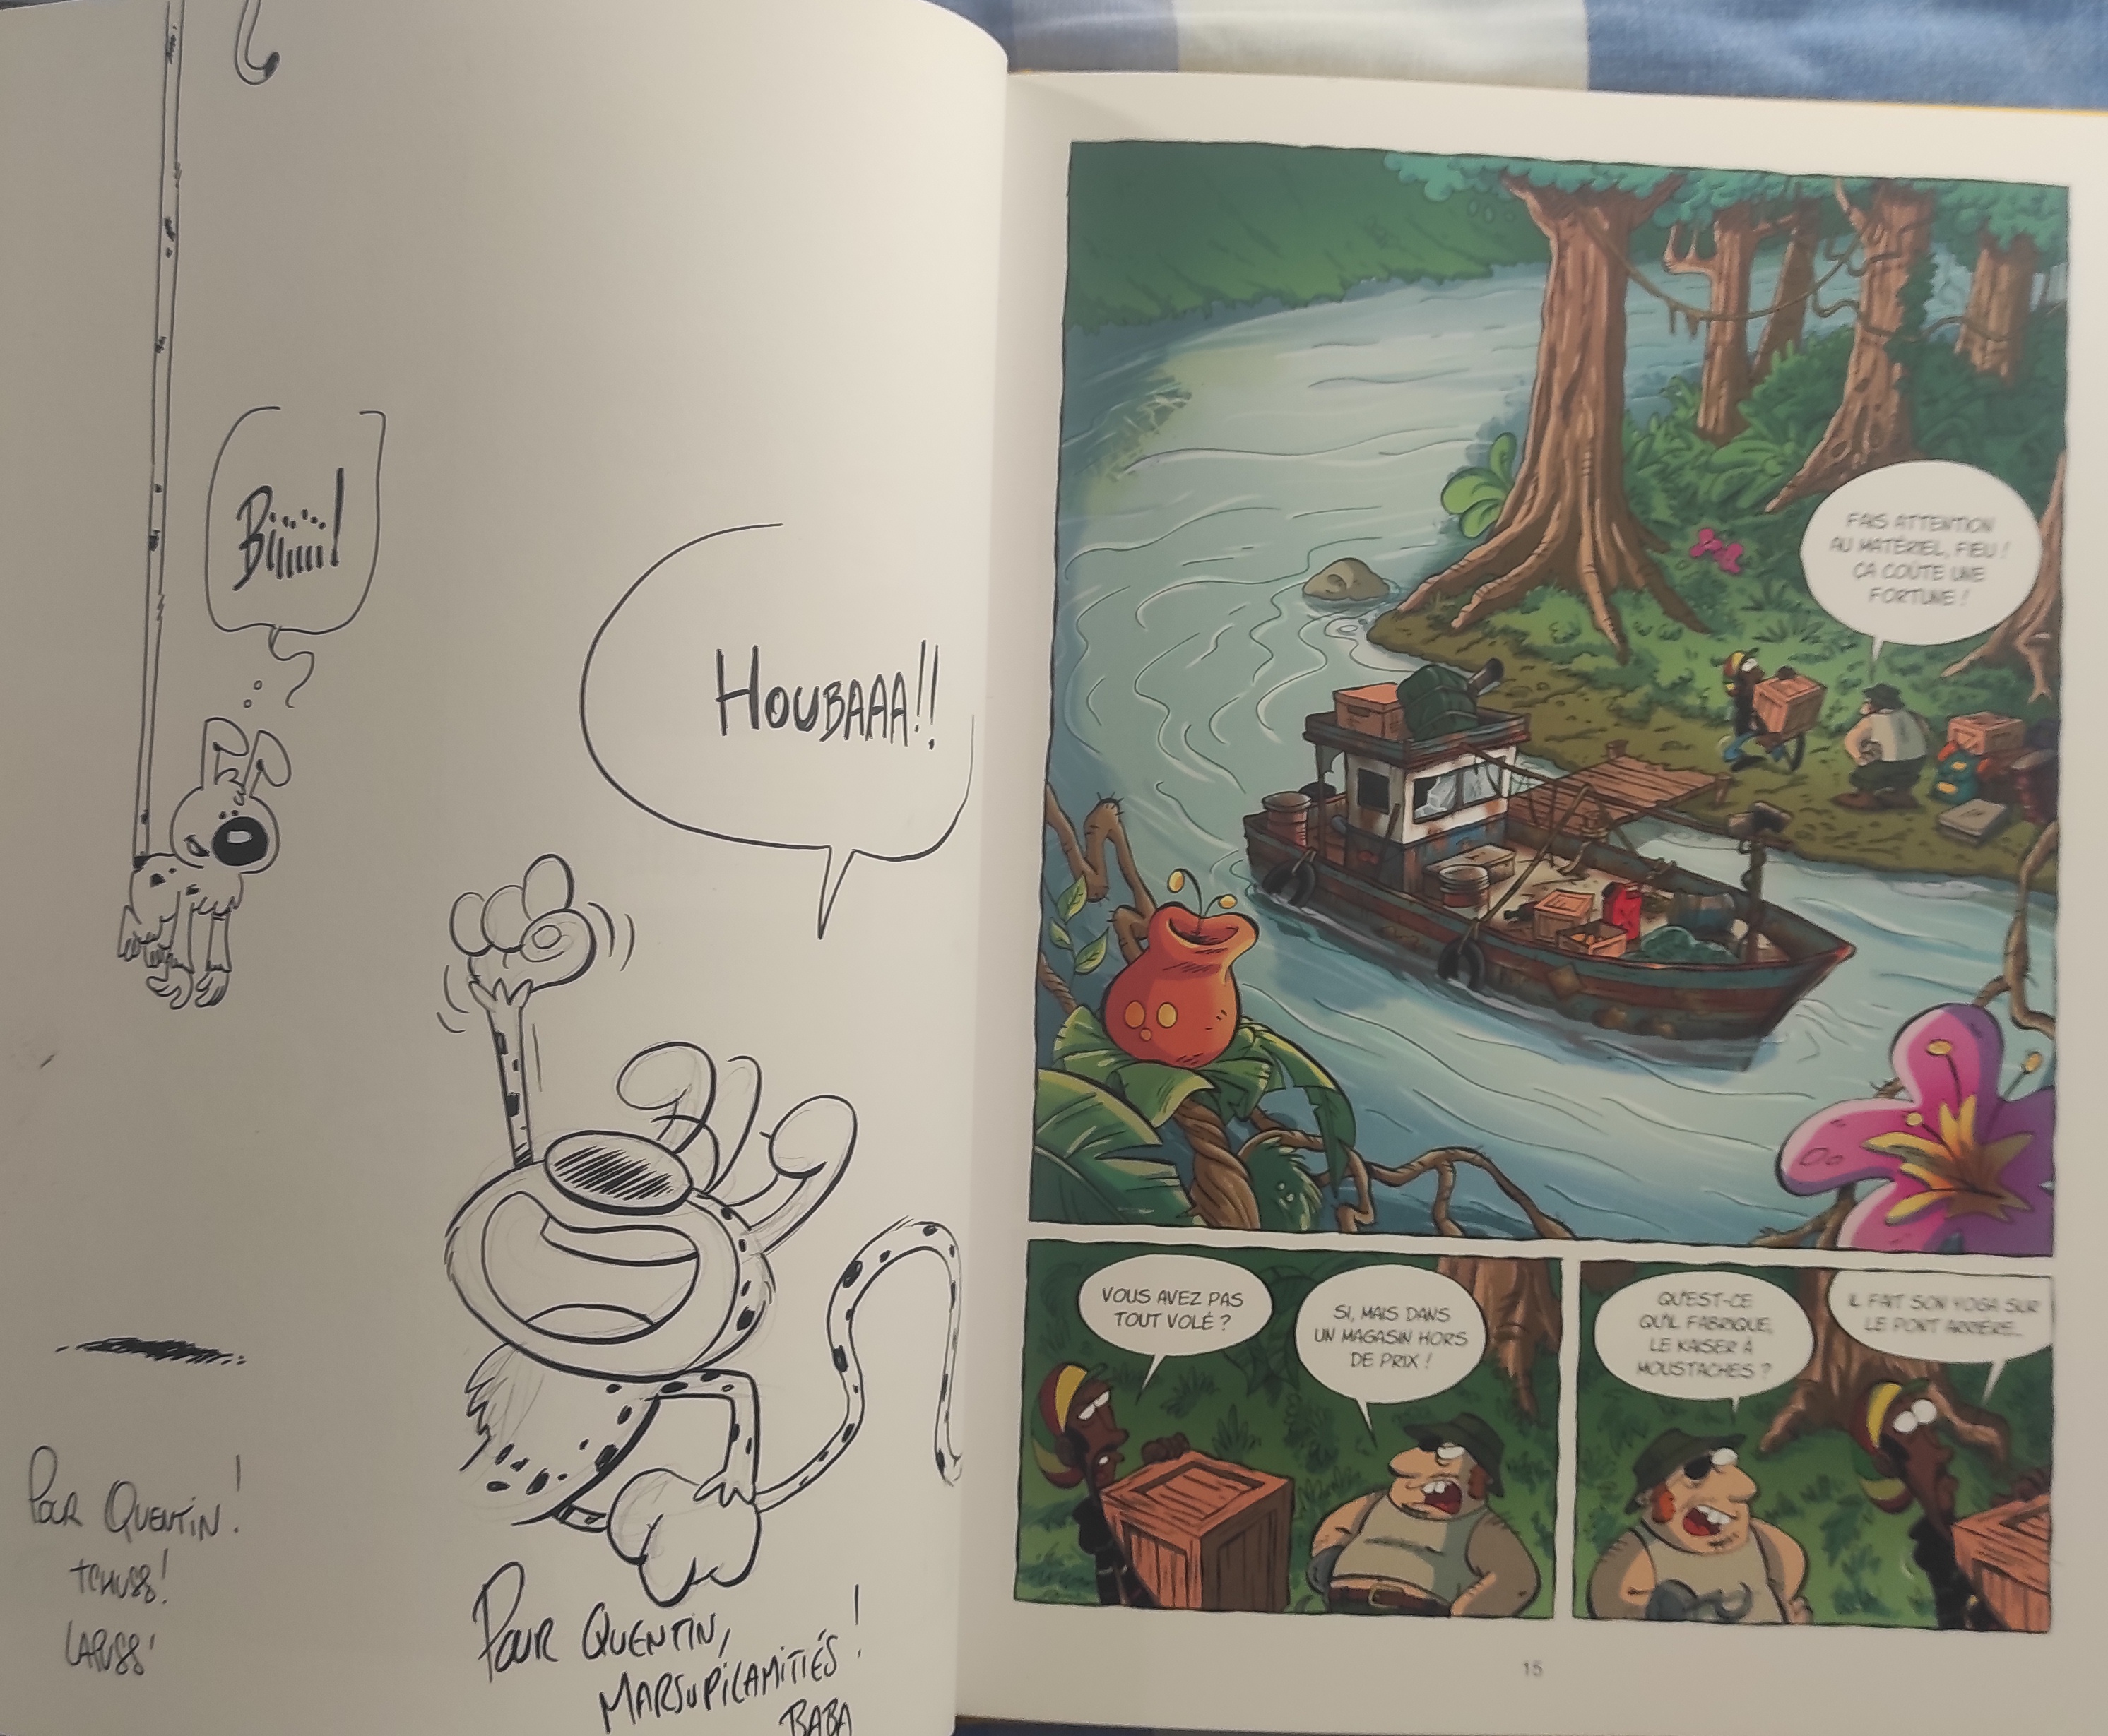 Biiiii!
HOUBAAA!!
POUR QUENTIN!
TCHUSS!
LARUSS'
POUR QUENTIN,
MARSUPILAMITIÉS!
BABA
FAIS ATTENTION
AU MATÉRIEL, FIEU !
ÇA COÛTE UNE
FORTUNE !
VOUS AVEZ PAS
TOUT VOLÉ ?
SI, MAIS DANS
UN MAGASIN HORS
DE PRIX !
QU'EST-CE
QU'IL FABRIQUE,
LE KAISER À
MOUSTACHES ?
IL FAIT SON YOGA SUR
LE PONT ARRIÈRE...
15